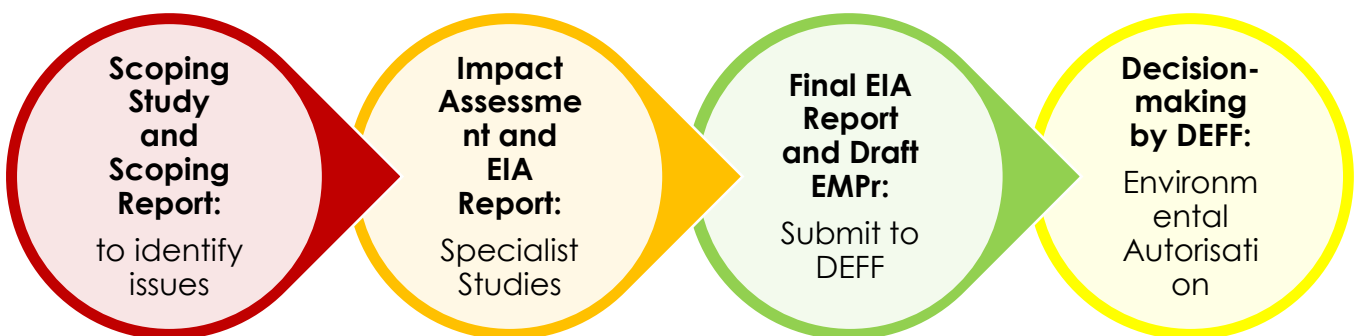 Scoping
Study
and
Scoping
Report:
to identify
issues
Impact
Assessme
nt and
EIA
Report:
Specialist
Studies
Final EIA
Report
and Draft
EMPr:
Submit to
DEFF
Decision-
making
by DEFF:
Environm
ental
Autorisati
on